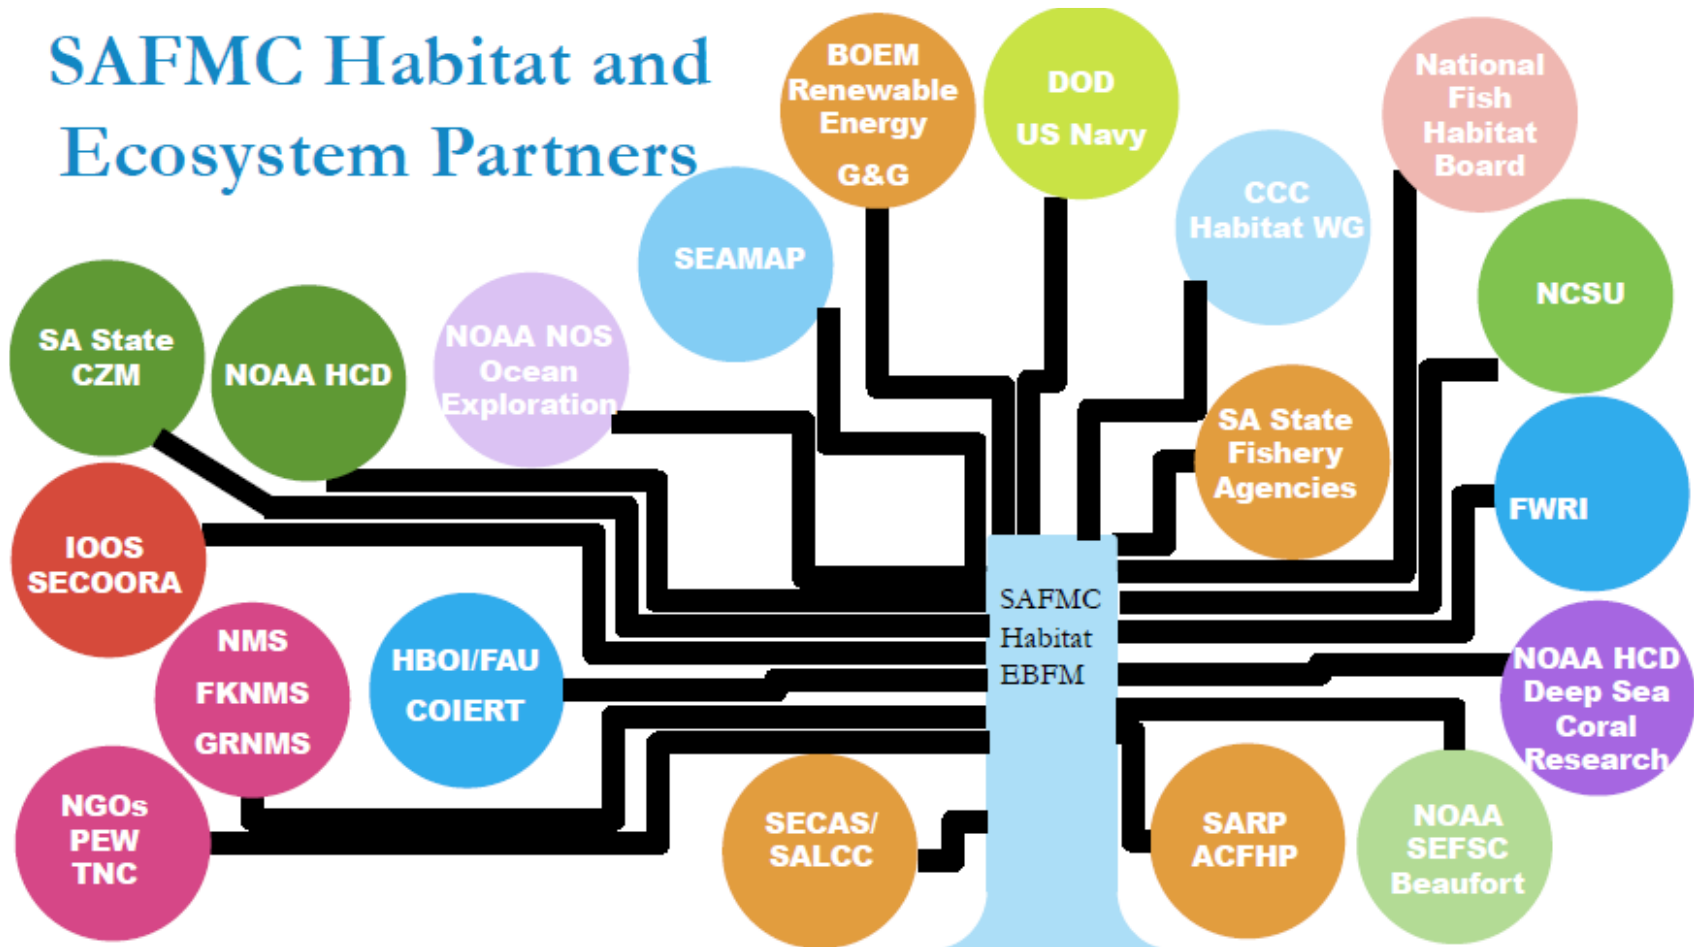 SAFMC Habitat and
Ecosystem Partners
BOEM
Renewable
Energy
G&G
DOD
US Navy
National
Fish
Habitat
Board
CCC
Habitat WG
SEAMAP
NCSU
SA State
CZM
NOAA HCD
NOAA NOS
Ocean
Exploration
SA State
Fishery
Agencies
FWRI
IOOS
SECOORA
SAFMC
Habitat
EBFM
NMS
FKNMS
GRNMS
HBOI/FAU
COIERT
NOAA HCD
Deep Sea
Coral
Research
NGOs
PEW
TNC
SECAS/
SALCC
SARP
ACFHP
NOAA
SEFSC
Beaufort